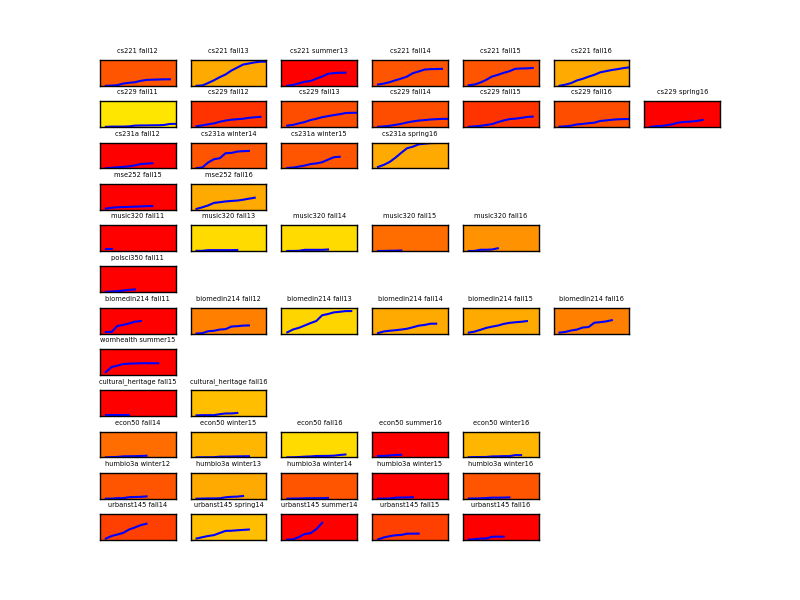 cs221 fall12 cs221 fall13 cs221 summer13 cs221 fall14 cs221 fall15 cs221 fall16
cs229 fall11 cs229 fall12 cs229 fall13 cs229 fall14 cs229 fall15 cs229 fall16 cs229 spring16
cs231a fall12 cs231a winter14 cs231a winter15 cs231a spring16
mse252 fall15 mse252 fall16
music320 fall11 music320 fall13 music320 fall14 music320 fall15 music320 fall16
polsci350 fall11
biomedin214 fall11 biomedin214 fall12 biomedin214 fall13 biomedin214 fall14 biomedin214 fall15 biomedin214 fall16
womhealth summer15
cultural_heritage fall15 cultural_heritage fall16
econ50 fall14 econ50 winter15 econ50 fall16 econ50 summer16 econ50 winter16
humbio3a winter12 humbio3a winter13 humbio3a winter14 humbio3a winter15 humbio3a winter16
urbanst145 fall14 urbanst145 spring14 urbanst145 summer14 urbanst145 fall15 urbanst145 fall16